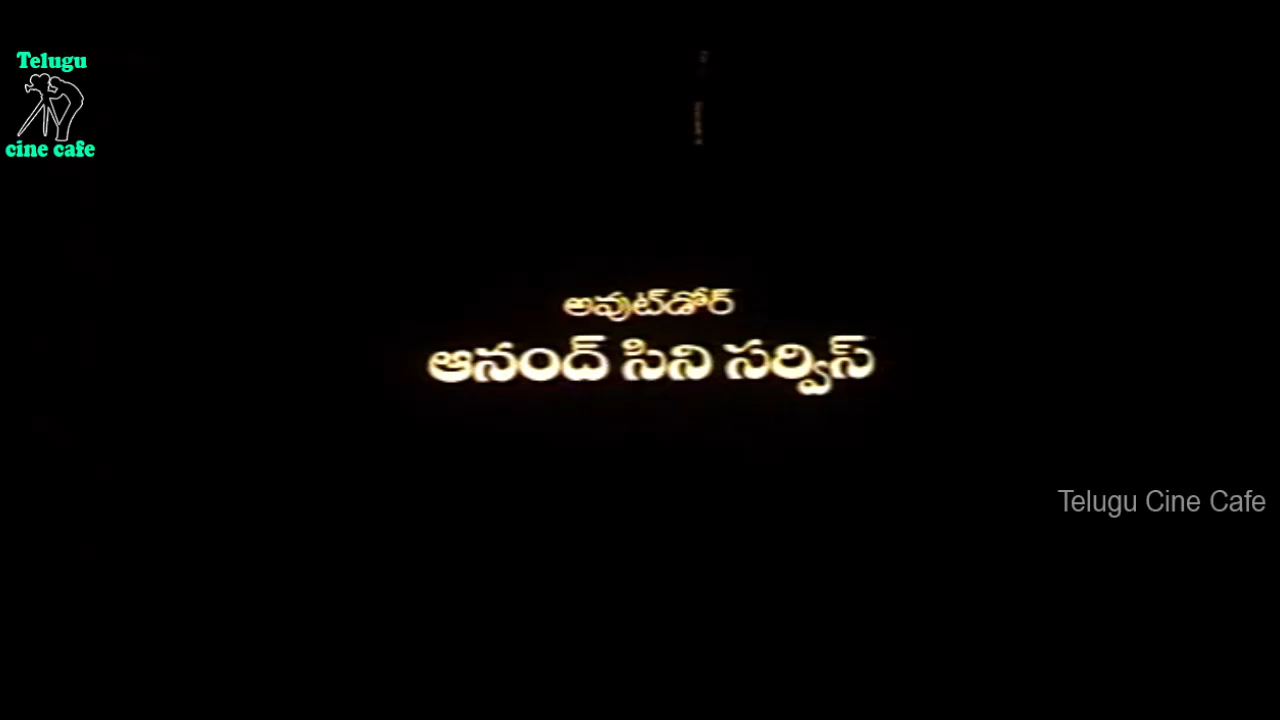 Telugu
cine cafe
అవుట్‌డోర్
ఆనంద్ సిని సర్విస్
Telugu Cine Cafe